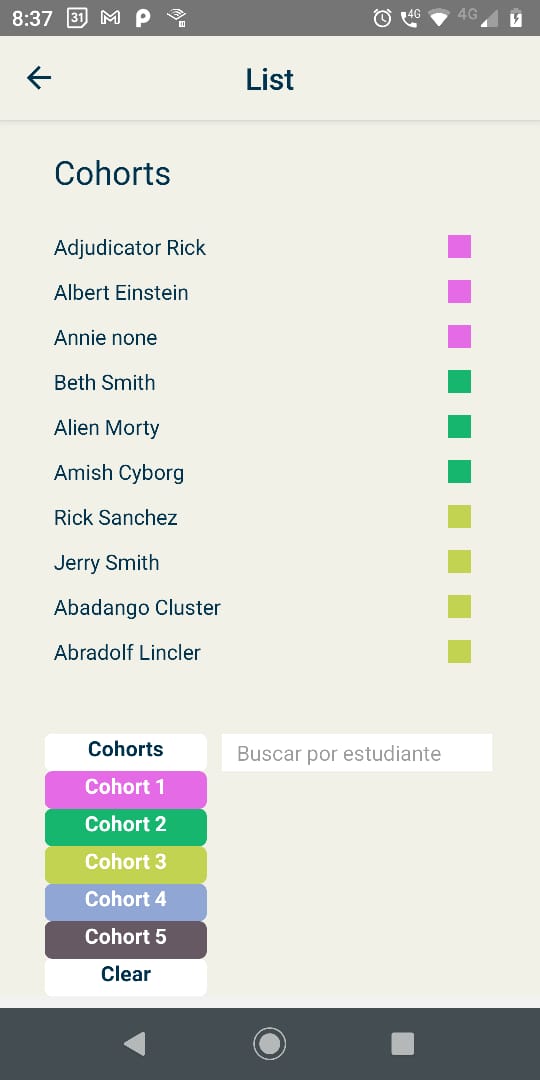 8:37 31 4G 4G
List
Cohorts
Adjudicator Rick
Albert Einstein
Annie none
Beth Smith
Alien Morty
Amish Cyborg
Rick Sanchez
Jerry Smith
Abadango Cluster
Abradolf Lincler
Cohorts Buscar por estudiante
Cohort 1
Cohort 2
Cohort 3
Cohort 4
Cohort 5
Clear